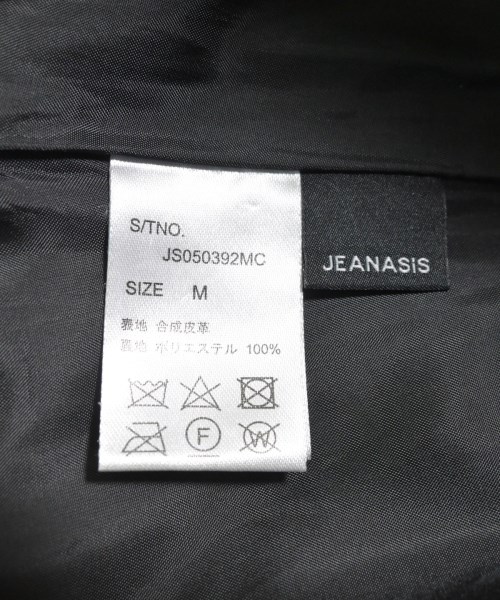 S/TNO.
JS050392MC
SIZE M
表地 合成皮革
裏地 ポリエステル 100%
F
W
JEANASIS